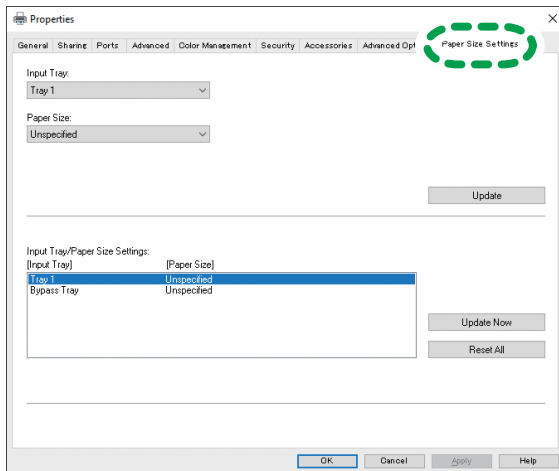 Properties
General Sharing Ports Advanced Color Management Security Accessories Advanced Opt Paper Size Settings
Input Tray:
Tray 1
Paper Size:
Unspecified
Update
Input Tray/Paper Size Settings:
[Input Tray] [Paper Size]
Tray 1 Unspecified
Bypass Tray Unspecified
Update Now
Reset All
OK Cancel Apply Help